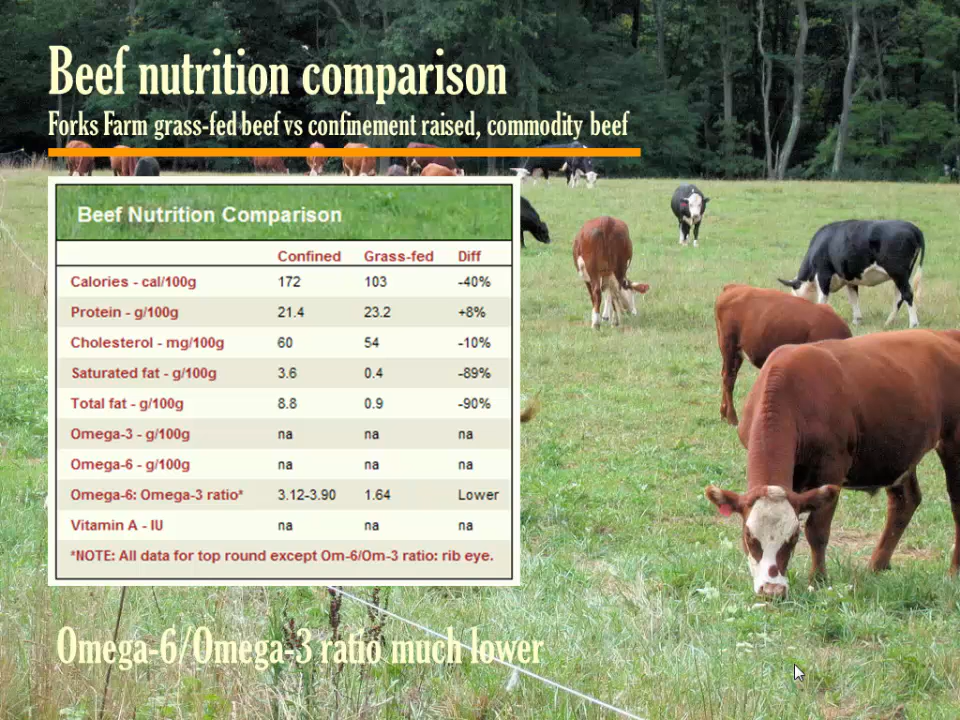 Beef nutrition comparison
Forks Farm grass-fed beef vs confinement raised, commodity beef
Beef Nutrition Comparison
Confined Grass-fed Diff
Calories - cal/100g 172 103 -40%
Protein - g/100g 21.4 23.2 +8%
Cholesterol - mg/100g 60 54 -10%
Saturated fat - g/100g 3.6 0.4 -89%
Total fat - g/100g 8.8 0.9 -90%
Omega-3 - g/100g na na na
Omega-6 - g/100g na na na
Omega-6: Omega-3 ratio* 3.12-3.90 1.64 Lower
Vitamin A - IU na na na
*NOTE: All data for top round except Om-6/Om-3 ratio: rib eye.
Omega-6/Omega-3 ratio much lower